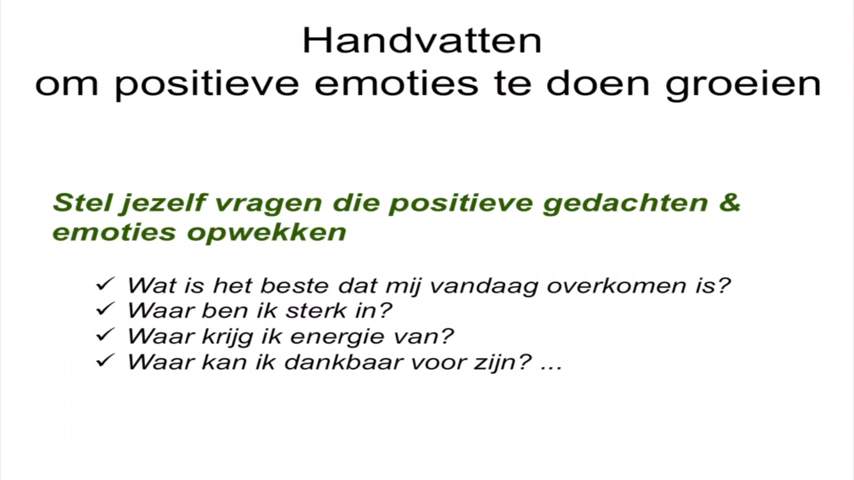 Handvatten
om positieve emoties te doen groeien
Stel jezelf vragen die positieve gedachten &
emoties opwekken
✓ Wat is het beste dat mij vandaag overkomen is?
✓ Waar ben ik sterk in?
✓ Waar krijg ik energie van?
✓ Waar kan ik dankbaar voor zijn? ...